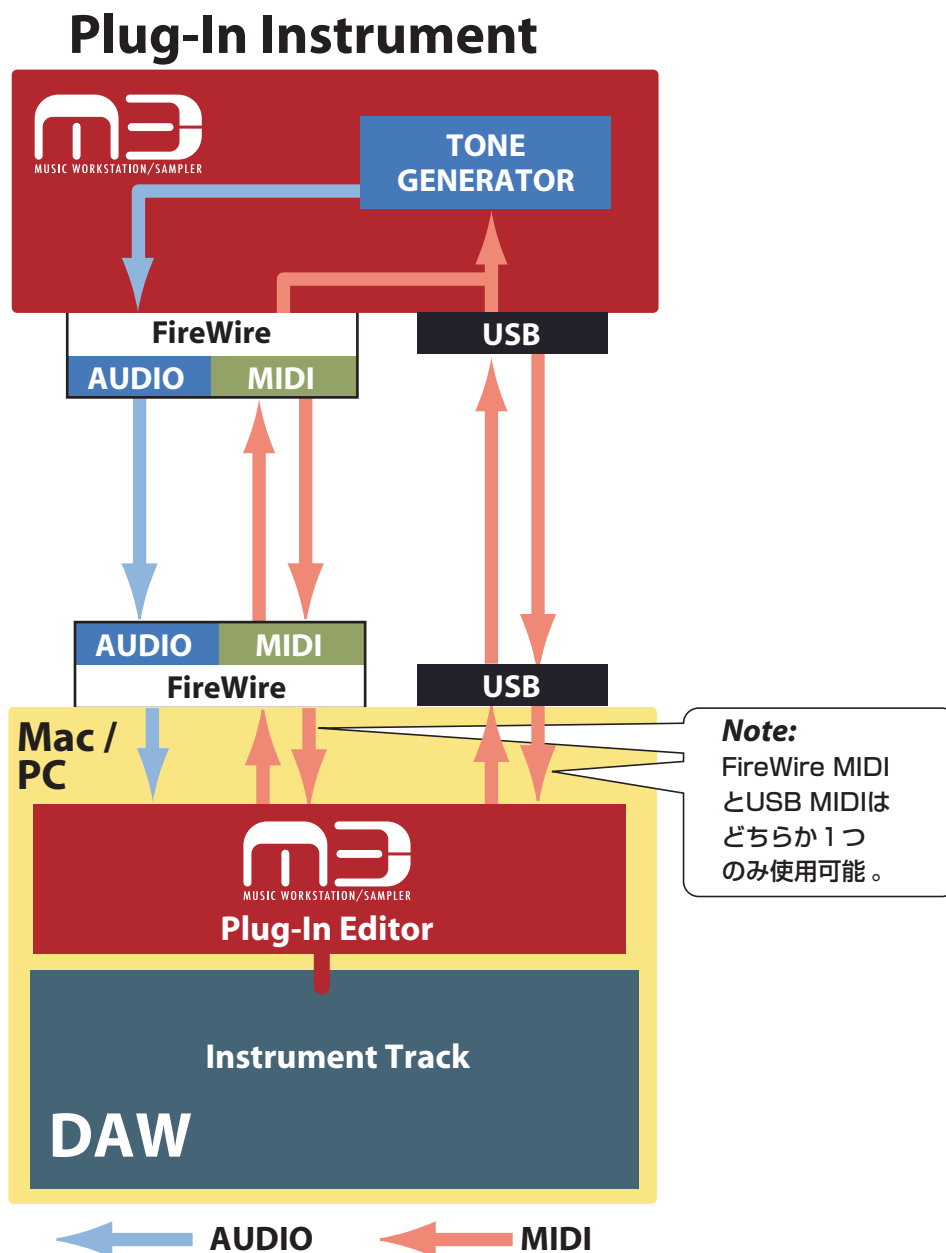 Plug-In Instrument
m3
MUSIC WORKSTATION/SAMPLER
TONE
GENERATOR
FireWire
AUDIO
MIDI
USB
AUDIO
MIDI
FireWire
USB
Mac /
PC
Note:
FireWire MIDI
とUSB MIDIは
どちらか1つ
のみ使用可能。
m3
MUSIC WORKSTATION/SAMPLER
Plug-In Editor
Instrument Track
DAW
AUDIO
MIDI